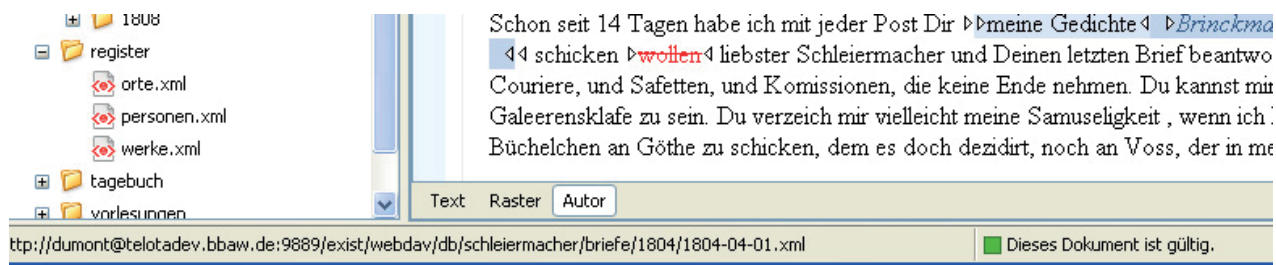 1808
register
orte.xml
personen.xml
werke.xml
tagebuch
vorlesungen
Schon seit 14 Tagen habe ich mit jeder Post Dir meine Gedichte Brinckma
schicken wollen liebster Schleiermacher und Deinen letzten Brief beantwo
Couriere, und Safetten, und Komissionen, die keine Ende nehmen. Du kannst mir
Galeerensklafe zu sein. Du verzeich mir vielleicht meine Samuseligkeit , wenn ich
Büchelchen an Göthe zu schicken, dem es doch dezidirt, noch an Voss, der in me
Text Raster Autor
ttp://dumont@telotadev.bbaw.de:9889/exist/webdav/db/schleiermacher/briefe/1804/1804-04-01.xml
Dieses Dokument ist gültig.